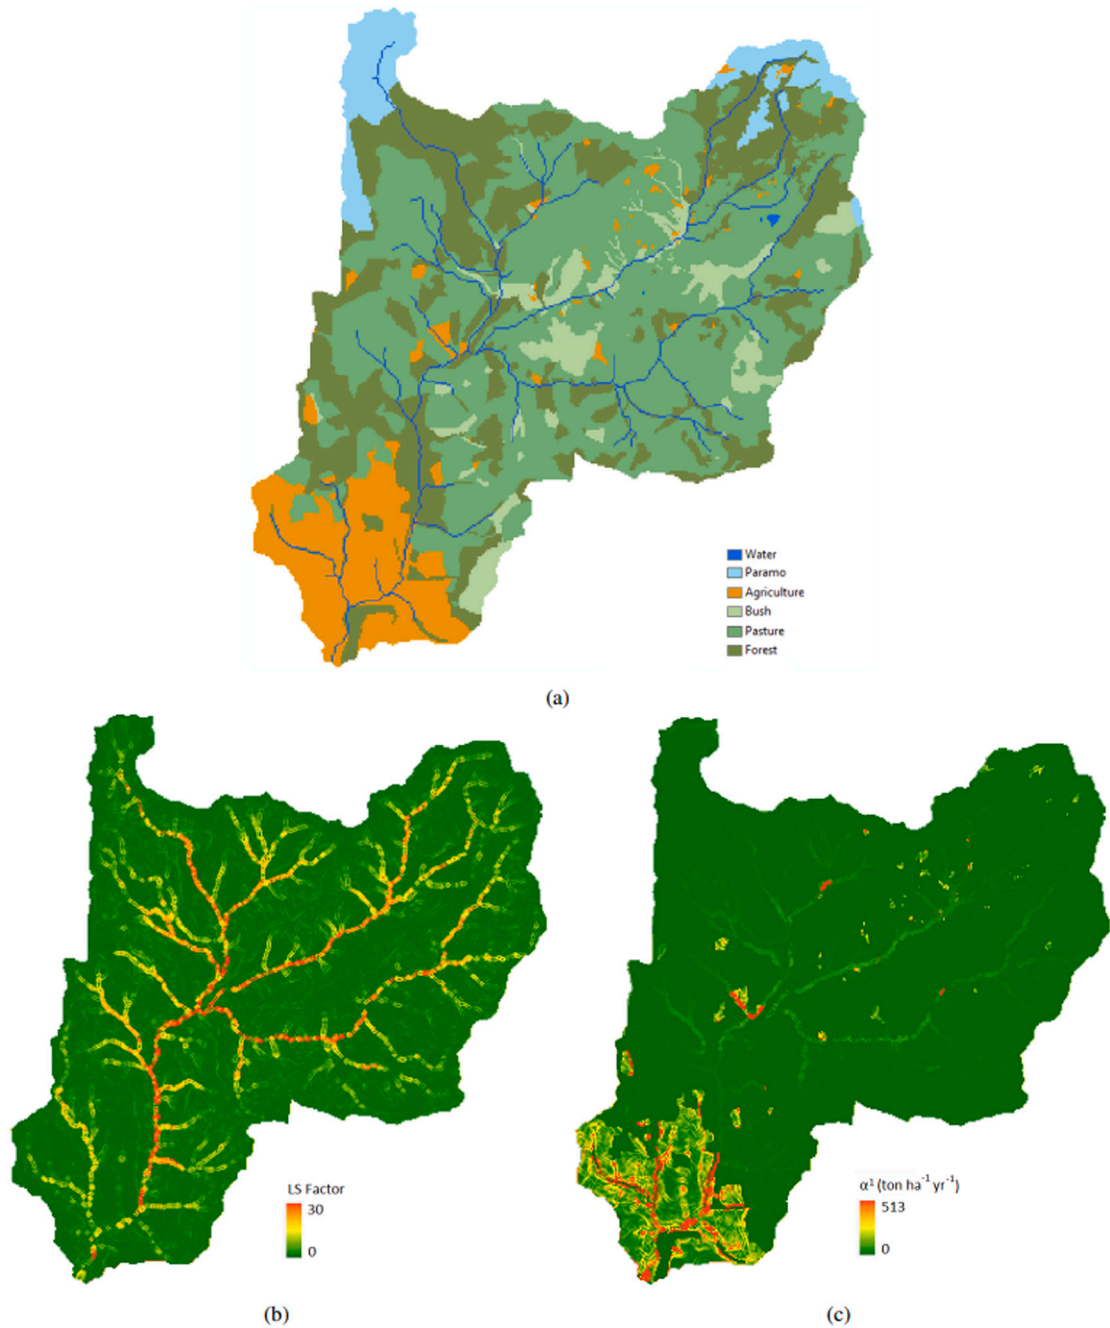 Water
Paramo
Agriculture
Bush
Pasture
Forest
(a)
LS Factor
30
0
α¹ (ton ha⁻¹ yr⁻¹)
513
0
(b)
(c)